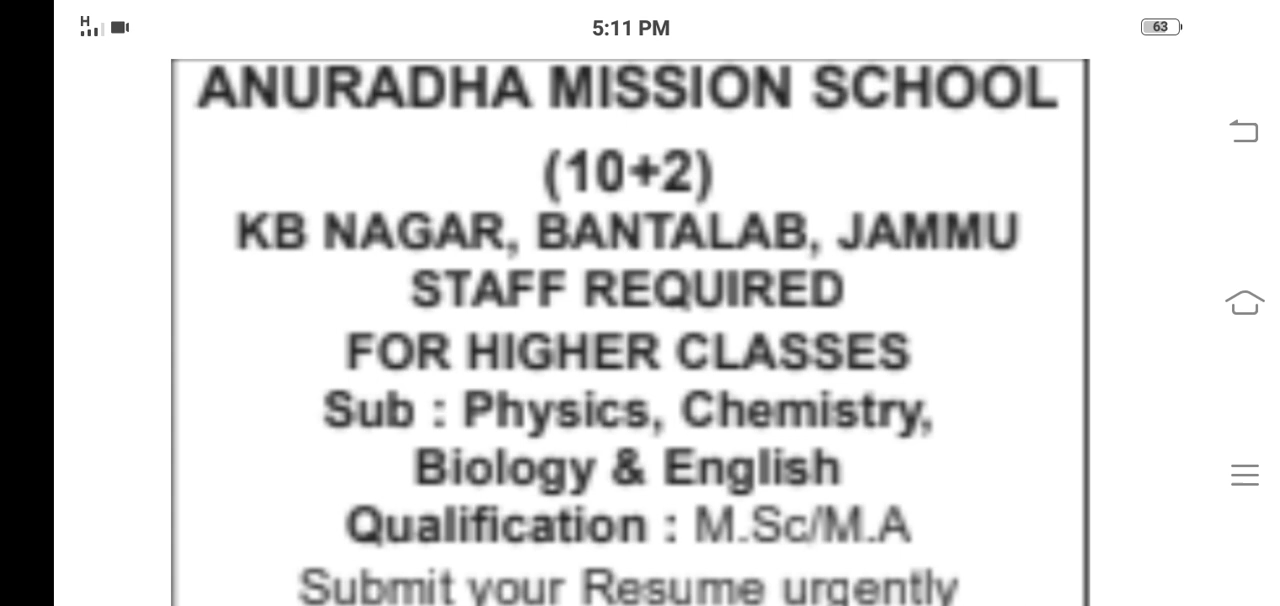 H
5:11 PM
63
ANURADHA MISSION SCHOOL
(10+2)
KB NAGAR, BANTALAB, JAMMU
STAFF REQUIRED
FOR HIGHER CLASSES
Sub : Physics, Chemistry,
Biology & English
Qualification : M.Sc/M.A
Submit your Resume urgently